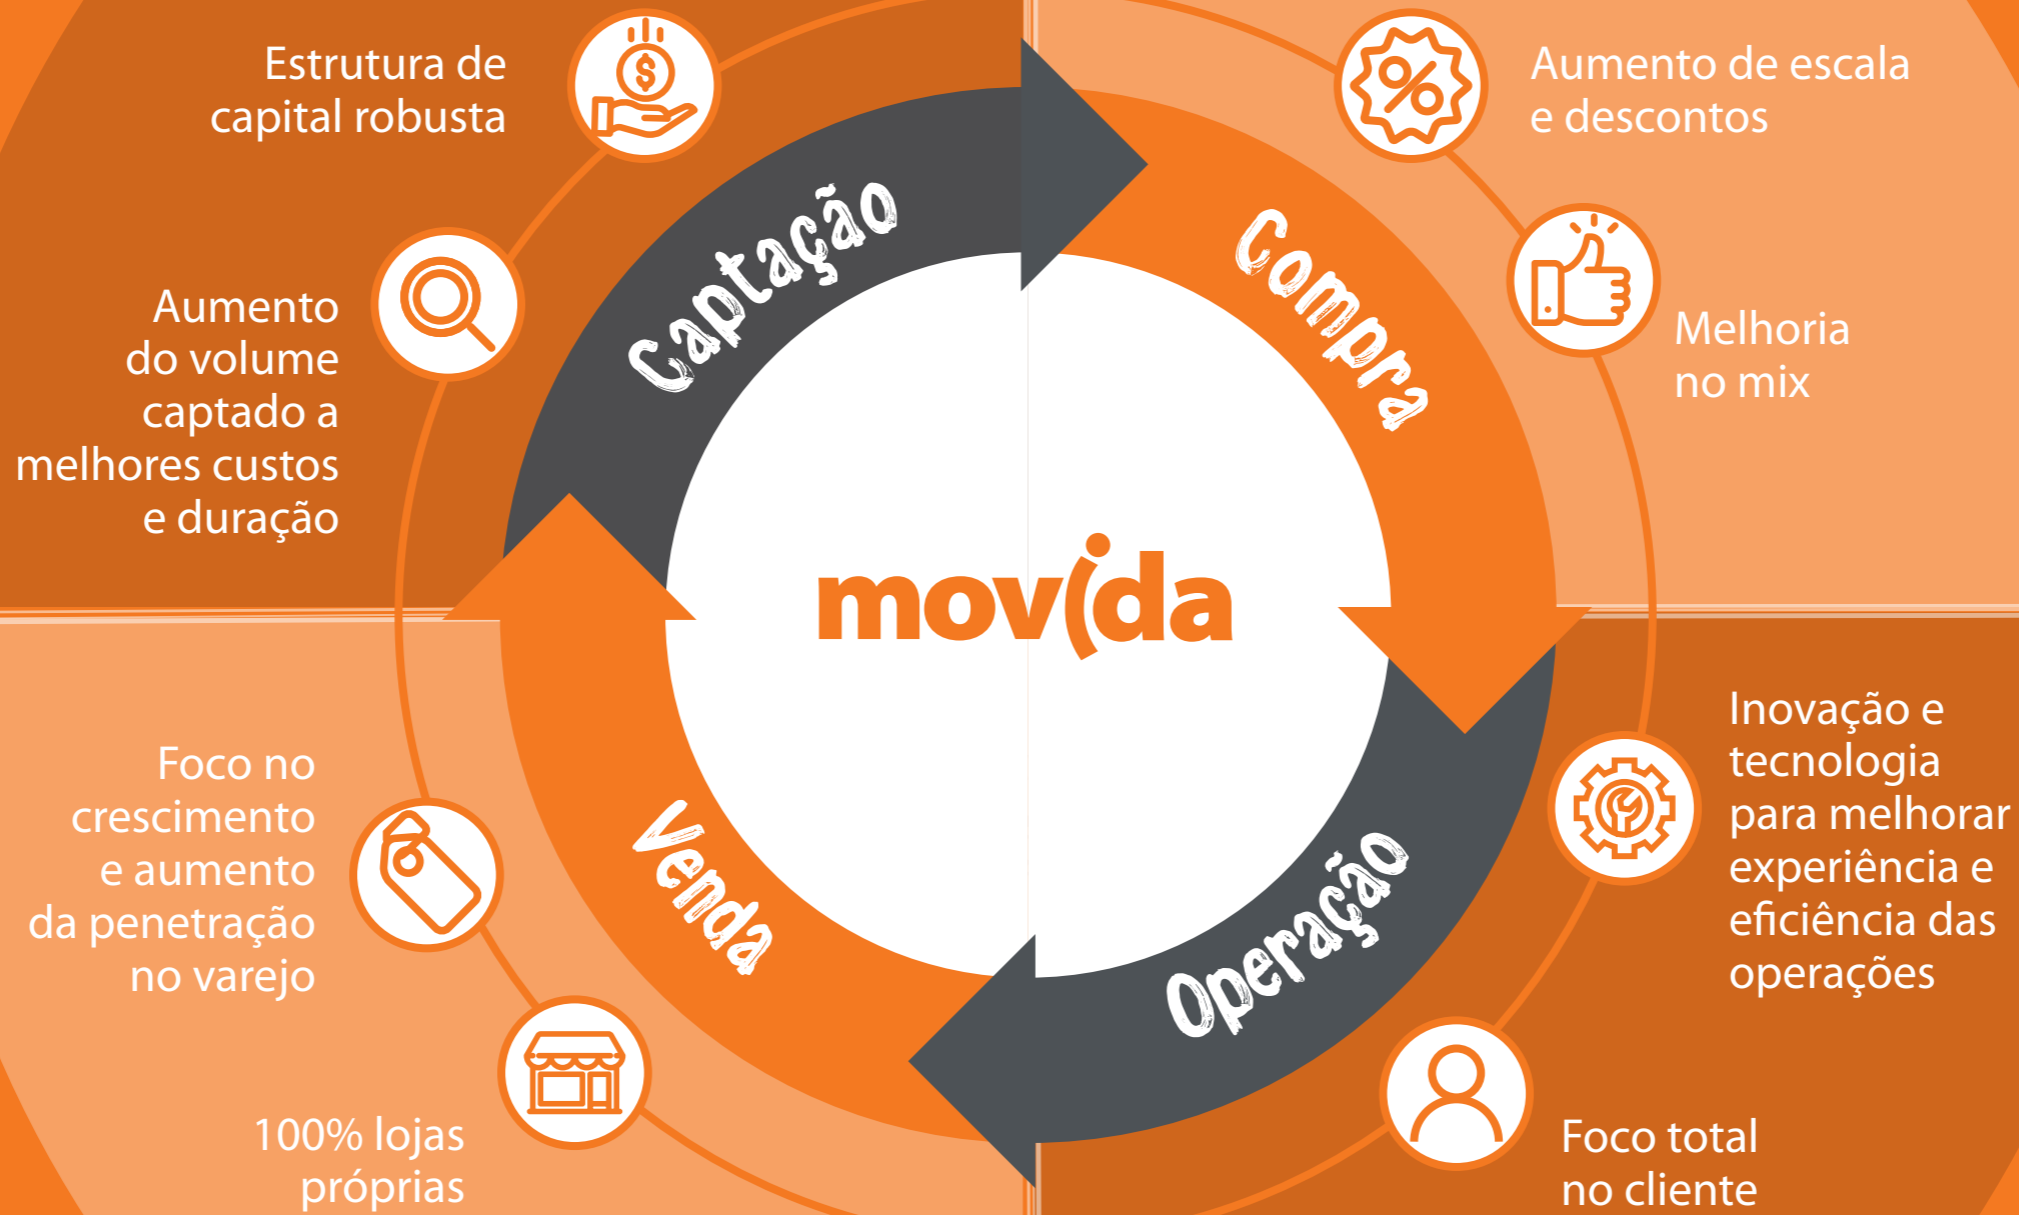 Estrutura de
capital robusta
Aumento
do volume
captado a
melhores custos
e duração
Captação
Compra
Aumento de escala
e descontos
Melhoria
no mix
movida
Foco no
crescimento
e aumento
da penetração
no varejo
100% lojas
próprias
Venda
Operação
Inovação e
tecnologia
para melhorar
experiência e
eficiência das
operações
Foco total
no cliente